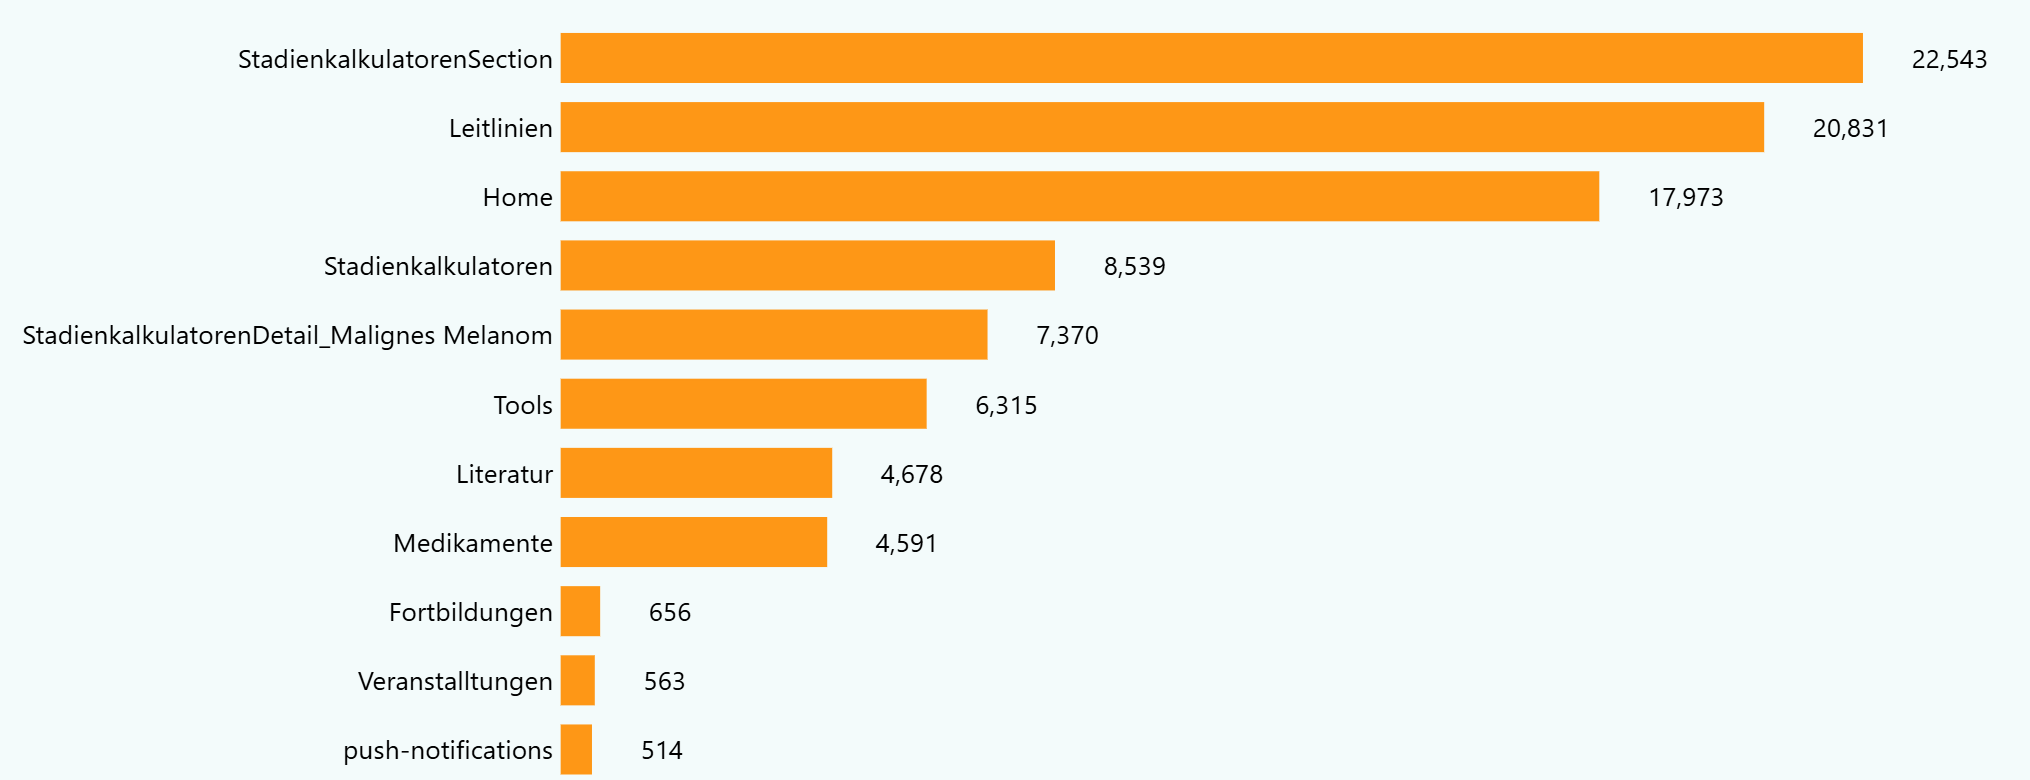 StadienkalkulatorenSection 22,543
Leitlinien 20,831
Home 17,973
Stadienkalkulatoren 8,539
StadienkalkulatorenDetail_Malignes Melanom 7,370
Tools 6,315
Literatur 4,678
Medikamente 4,591
Fortbildungen 656
Veranstalltungen 563
push-notifications 514